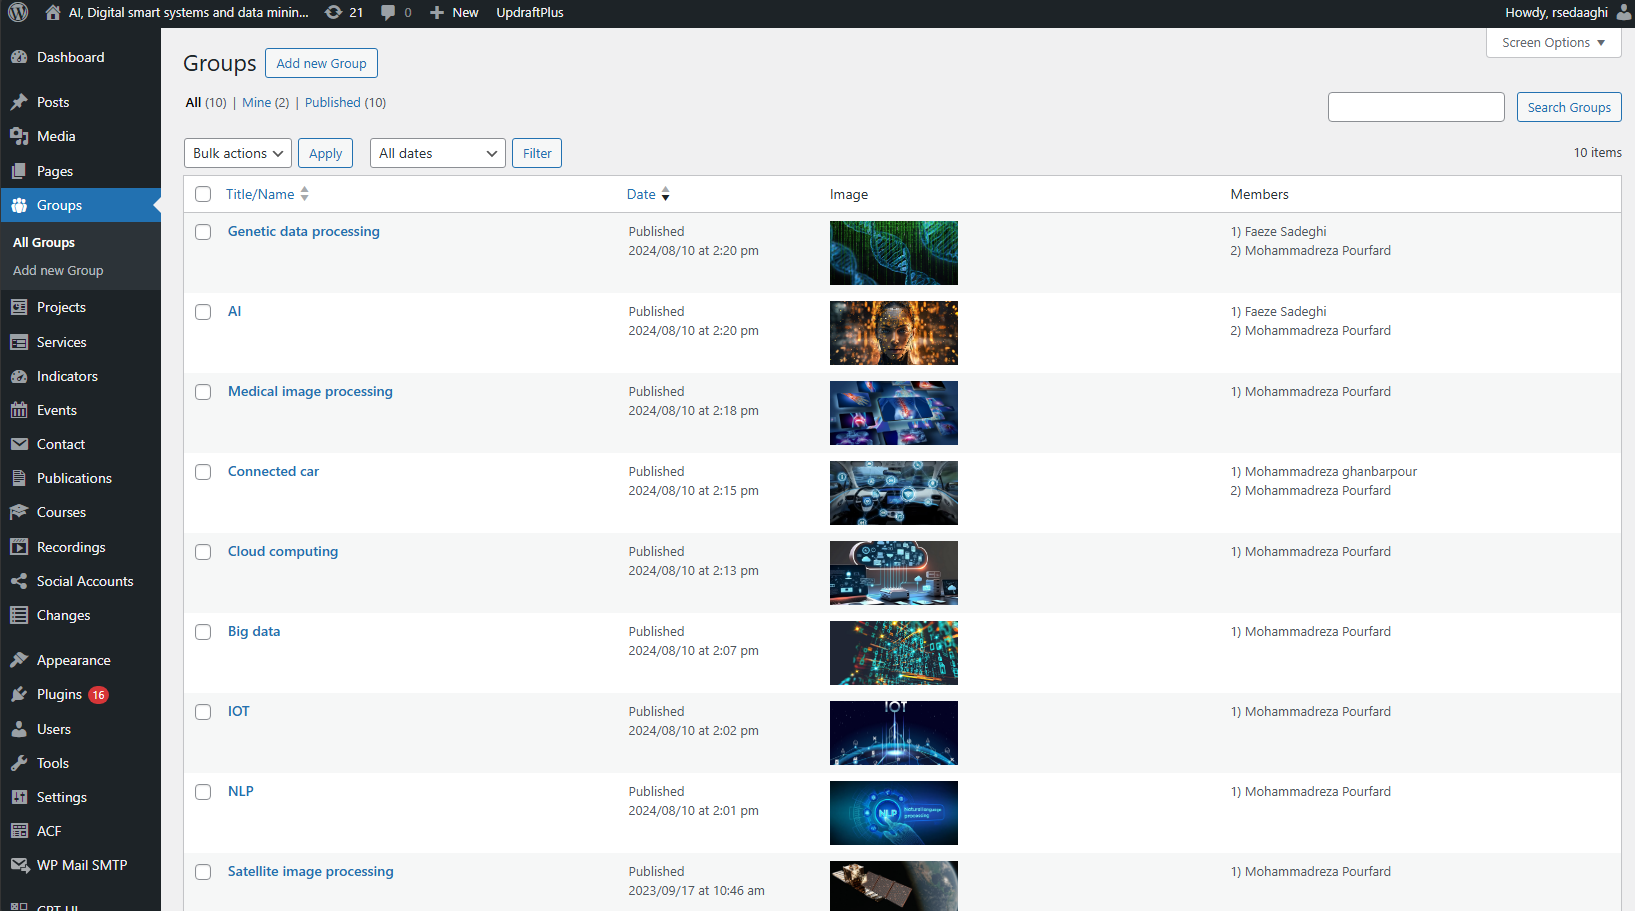 AI, Digital smart systems and data minin...
21
0
New
UpdraftPlus
Howdy, rsedaaghi
Dashboard
Posts
Media
Pages
Groups
All Groups
Add new Group
Projects
Services
Indicators
Events
Contact
Publications
Courses
Recordings
Social Accounts
Changes
Appearance
Plugins 16
Users
Tools
Settings
ACF
WP Mail SMTP
CPT UI
Screen Options
Groups
Add new Group
All (10) | Mine (2) | Published (10)
Search Groups
Bulk actions
Apply
All dates
Filter
10 items
Title/Name
Date
Image
Members
Genetic data processing
Published
2024/08/10 at 2:20 pm
1) Faeze Sadeghi
2) Mohammadreza Pourfard
AI
Published
2024/08/10 at 2:20 pm
1) Faeze Sadeghi
2) Mohammadreza Pourfard
Medical image processing
Published
2024/08/10 at 2:18 pm
1) Mohammadreza Pourfard
Connected car
Published
2024/08/10 at 2:15 pm
1) Mohammadreza ghanbarpour
2) Mohammadreza Pourfard
Cloud computing
Published
2024/08/10 at 2:13 pm
1) Mohammadreza Pourfard
Big data
Published
2024/08/10 at 2:07 pm
1) Mohammadreza Pourfard
IOT
Published
2024/08/10 at 2:02 pm
IOT
1) Mohammadreza Pourfard
NLP
Published
2024/08/10 at 2:01 pm
NLP
Natural language
processing
1) Mohammadreza Pourfard
Satellite image processing
Published
2023/09/17 at 10:46 am
1) Mohammadreza Pourfard